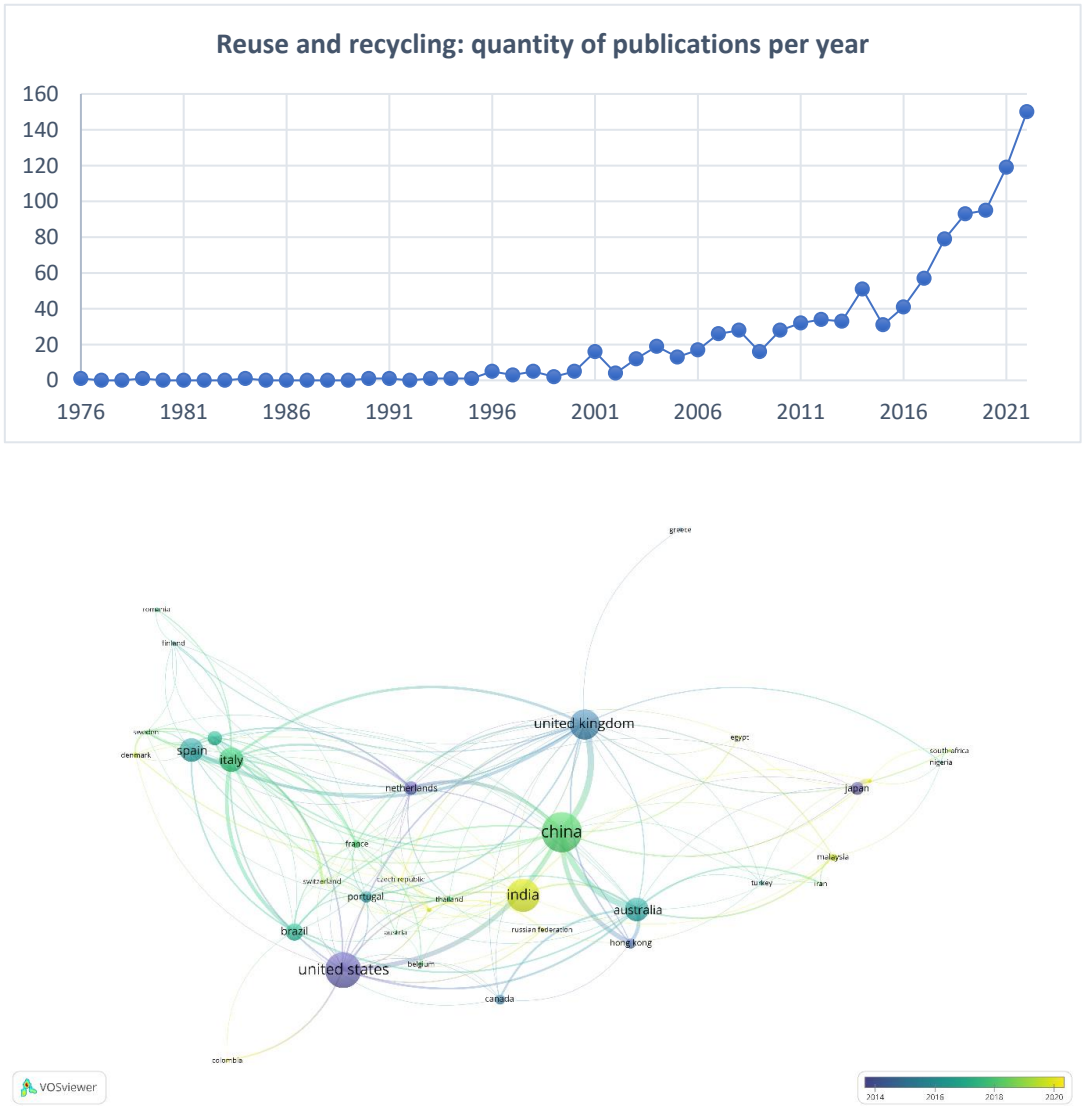 Reuse and recycling: quantity of publications per year
160
140
120
100
80
60
40
20
0
1976 1981 1986 1991 1996 2001 2006 2011 2016 2021
greece
romania
finland
united kingdom
sweden
egypt
denmark
spain
italy
south africa
nigeria
netherlands
japan
china
france
malaysia
switzerland
czech republic
turkey
iran
portugal
thailand
india
australia
brazil
austria
russian federation
hong kong
united states
belgium
canada
colombia
VOSviewer
2014 2016 2018 2020